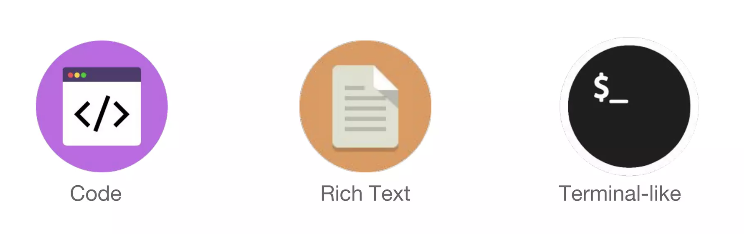 </>
$_
Code
Rich Text
Terminal-like